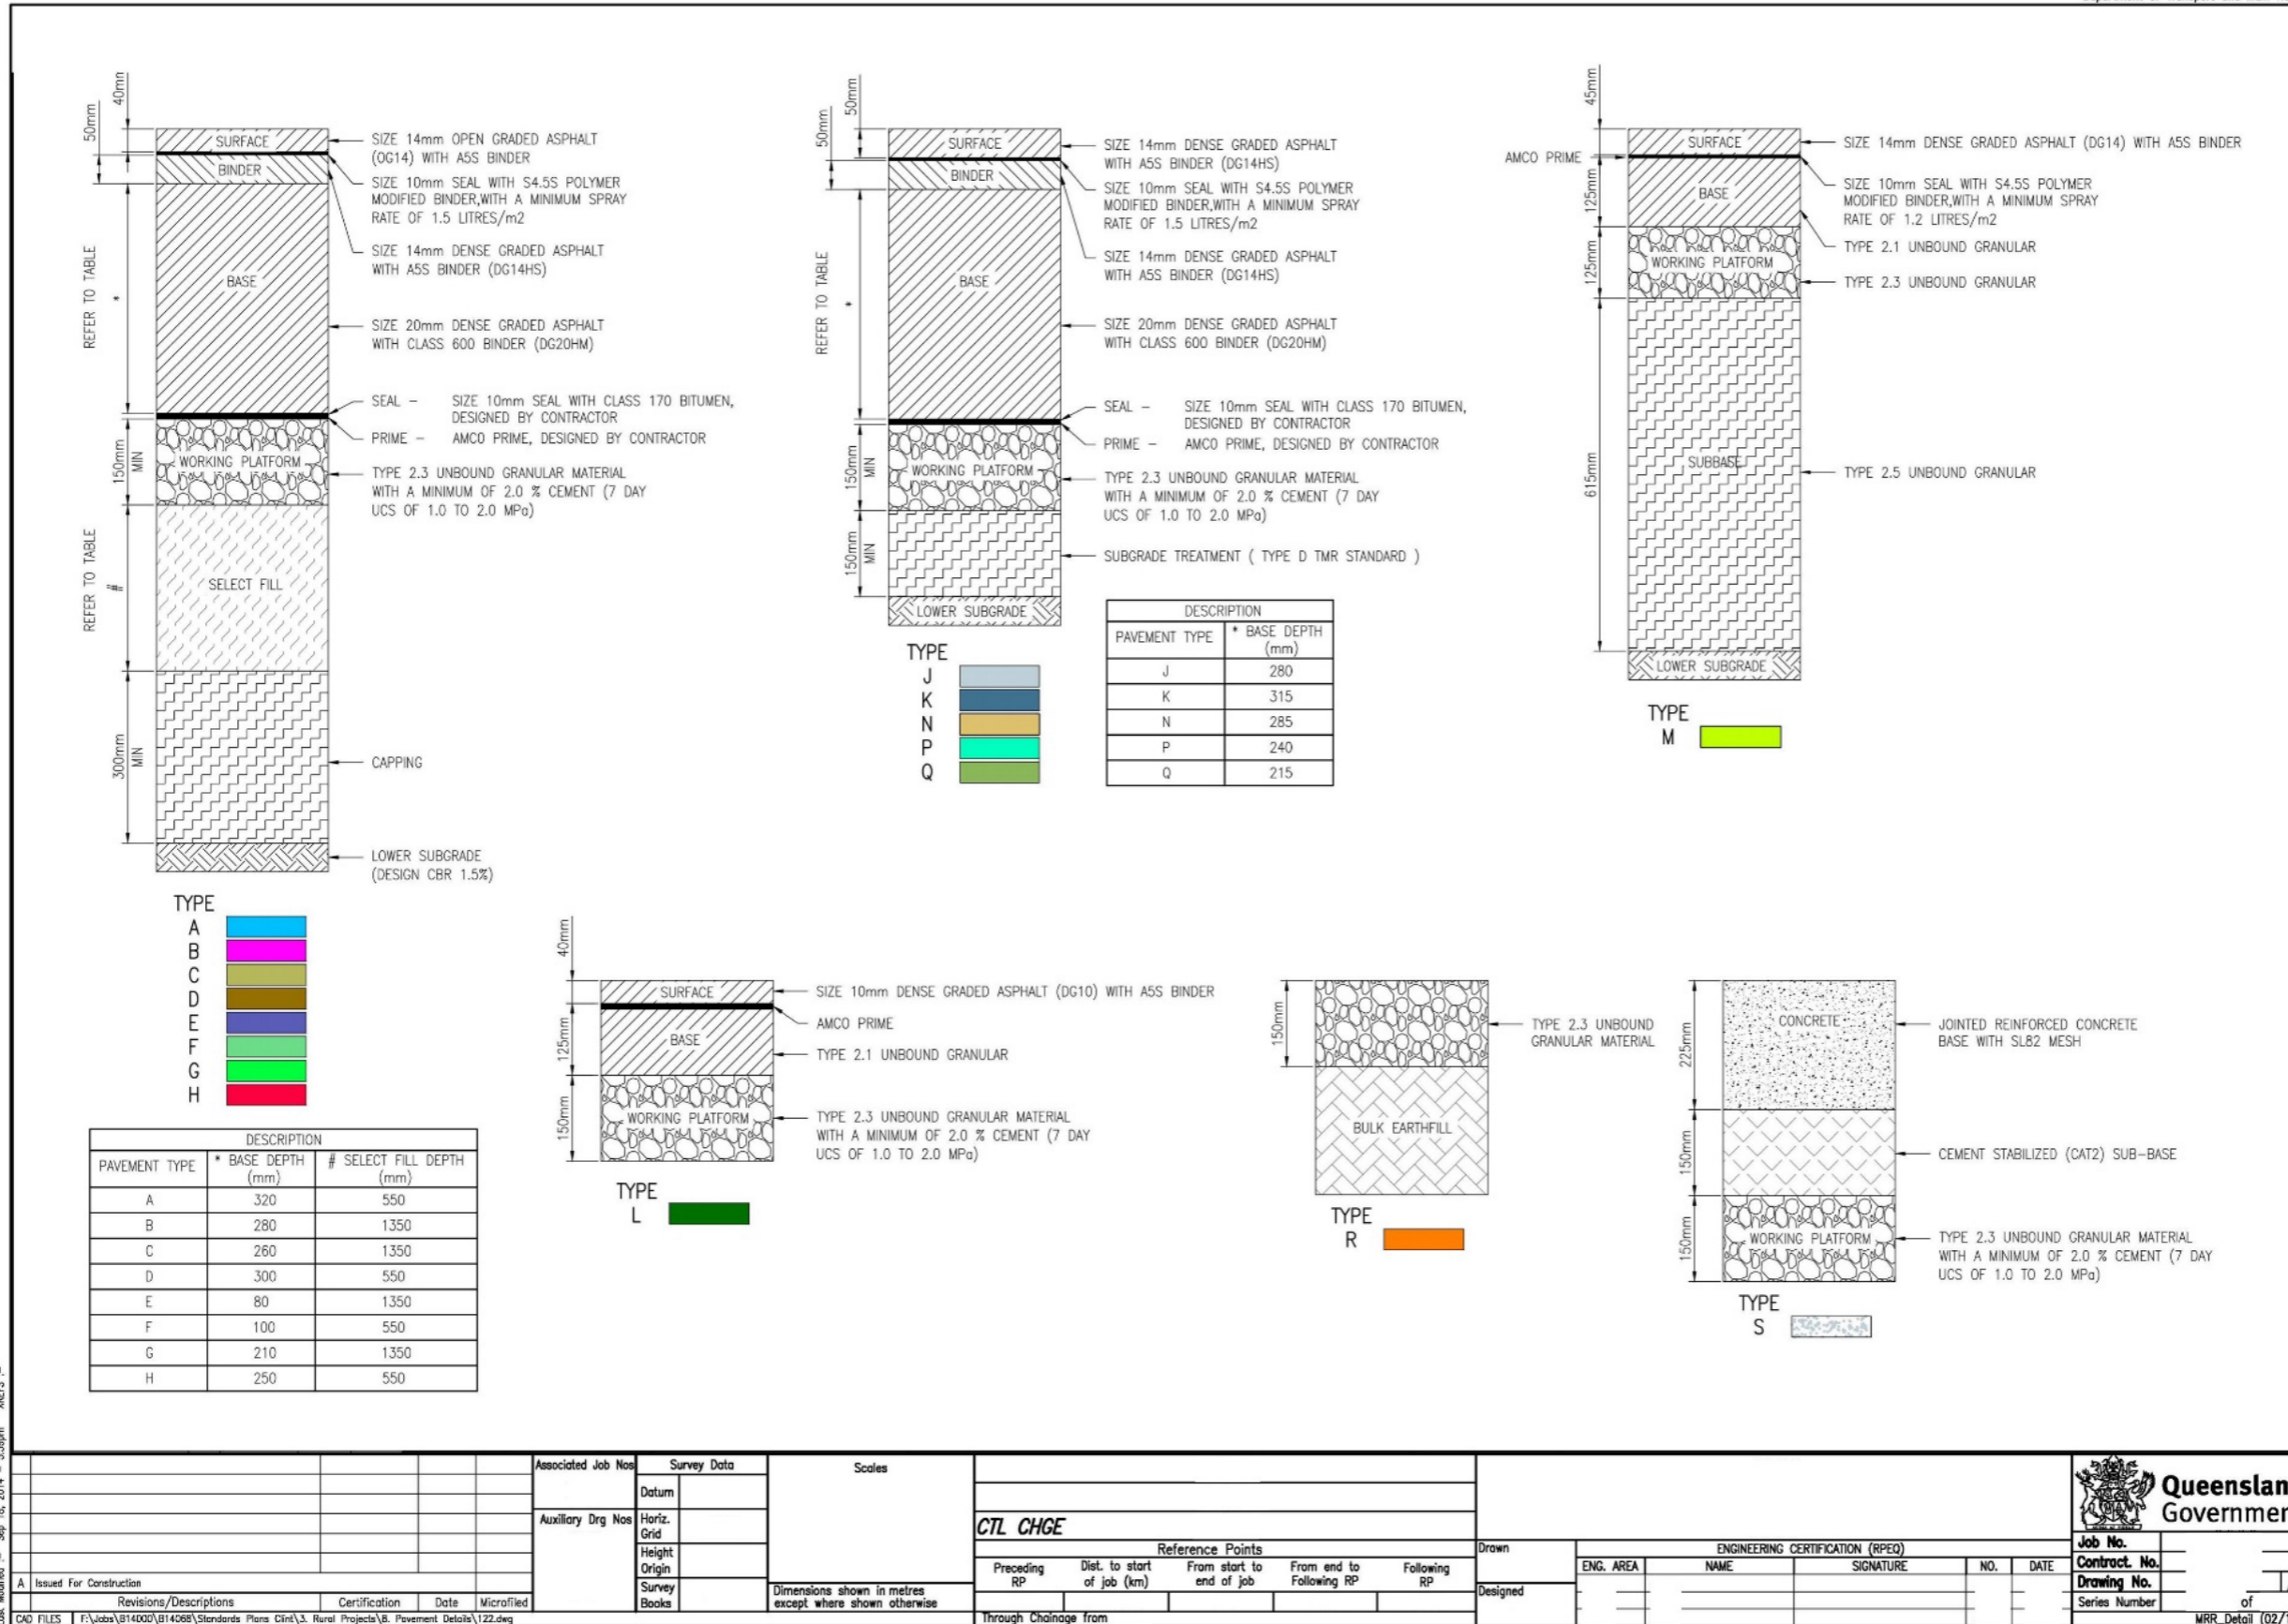 40mm
50mm
SURFACE
BINDER
BASE
REFER TO TABLE
*
150mm
MIN
WORKING PLATFORM
REFER TO TABLE
#
SELECT FILL
300mm
MIN
SIZE 14mm OPEN GRADED ASPHALT
(OG14) WITH A5S BINDER
SIZE 10mm SEAL WITH S4.5S POLYMER
MODIFIED BINDER,WITH A MINIMUM SPRAY
RATE OF 1.5 LITRES/m2
SIZE 14mm DENSE GRADED ASPHALT
WITH A5S BINDER (DG14HS)
SIZE 20mm DENSE GRADED ASPHALT
WITH CLASS 600 BINDER (DG20HM)
SEAL – SIZE 10mm SEAL WITH CLASS 170 BITUMEN,
DESIGNED BY CONTRACTOR
PRIME – AMCO PRIME, DESIGNED BY CONTRACTOR
TYPE 2.3 UNBOUND GRANULAR MATERIAL
WITH A MINIMUM OF 2.0 % CEMENT (7 DAY
UCS OF 1.0 TO 2.0 MPa)
CAPPING
LOWER SUBGRADE
(DESIGN CBR 1.5%)
TYPE
A
B
C
D
E
F
G
H
DESCRIPTION
PAVEMENT TYPE * BASE DEPTH (mm) # SELECT FILL DEPTH (mm)
A 320 550
B 280 1350
C 260 1350
D 300 550
E 80 1350
F 100 550
G 210 1350
H 250 550
50mm
50mm
SURFACE
BINDER
BASE
REFER TO TABLE
*
150mm
MIN
WORKING PLATFORM
150mm
MIN
LOWER SUBGRADE
SIZE 14mm DENSE GRADED ASPHALT
WITH A5S BINDER (DG14HS)
SIZE 10mm SEAL WITH S4.5S POLYMER
MODIFIED BINDER,WITH A MINIMUM SPRAY
RATE OF 1.5 LITRES/m2
SIZE 14mm DENSE GRADED ASPHALT
WITH A5S BINDER (DG14HS)
SIZE 20mm DENSE GRADED ASPHALT
WITH CLASS 600 BINDER (DG20HM)
SEAL – SIZE 10mm SEAL WITH CLASS 170 BITUMEN,
DESIGNED BY CONTRACTOR
PRIME – AMCO PRIME, DESIGNED BY CONTRACTOR
TYPE 2.3 UNBOUND GRANULAR MATERIAL
WITH A MINIMUM OF 2.0 % CEMENT (7 DAY
UCS OF 1.0 TO 2.0 MPa)
SUBGRADE TREATMENT ( TYPE D TMR STANDARD )
TYPE
J
K
N
P
Q
DESCRIPTION
PAVEMENT TYPE * BASE DEPTH (mm)
J 280
K 315
N 285
P 240
Q 215
45mm
AMCO PRIME
125mm
125mm
615mm
SURFACE
BASE
WORKING PLATFORM
SUBBASE
LOWER SUBGRADE
SIZE 14mm DENSE GRADED ASPHALT (DG14) WITH A5S BINDER
SIZE 10mm SEAL WITH S4.5S POLYMER
MODIFIED BINDER,WITH A MINIMUM SPRAY
RATE OF 1.2 LITRES/m2
TYPE 2.1 UNBOUND GRANULAR
TYPE 2.3 UNBOUND GRANULAR
TYPE 2.5 UNBOUND GRANULAR
TYPE
M
40mm
125mm
150mm
SURFACE
BASE
WORKING PLATFORM
SIZE 10mm DENSE GRADED ASPHALT (DG10) WITH A5S BINDER
AMCO PRIME
TYPE 2.1 UNBOUND GRANULAR
TYPE 2.3 UNBOUND GRANULAR MATERIAL
WITH A MINIMUM OF 2.0 % CEMENT (7 DAY
UCS OF 1.0 TO 2.0 MPa)
TYPE
L
150mm
TYPE 2.3 UNBOUND
GRANULAR MATERIAL
BULK EARTHFILL
TYPE
R
225mm
150mm
150mm
CONCRETE
WORKING PLATFORM
JOINTED REINFORCED CONCRETE
BASE WITH SL82 MESH
CEMENT STABILIZED (CAT2) SUB-BASE
TYPE 2.3 UNBOUND GRANULAR MATERIAL
WITH A MINIMUM OF 2.0 % CEMENT (7 DAY
UCS OF 1.0 TO 2.0 MPa)
TYPE
S
A Issued For Construction
Revisions/Descriptions Certification Date Microfiled
CAD FILES F:\Jobs\B14000\B14068\Standards Plans Clint\3. Rural Projects\8. Pavement Details\122.dwg
Associated Job Nos
Auxiliary Drg Nos
Survey Data
Datum
Horiz. Grid
Height Origin
Survey Books
Scales
Dimensions shown in metres
except where shown otherwise
CTL CHGE
Reference Points
Preceding RP
Dist. to start of job (km)
From start to end of job
From end to Following RP
Following RP
Through Chainage from
Drawn
Designed
ENGINEERING CERTIFICATION (RPEQ)
ENG. AREA NAME SIGNATURE NO. DATE
Queenslan
Governmen
Job No.
Contract. No.
Drawing No.
Series Number of
MRR_Detail (02/1